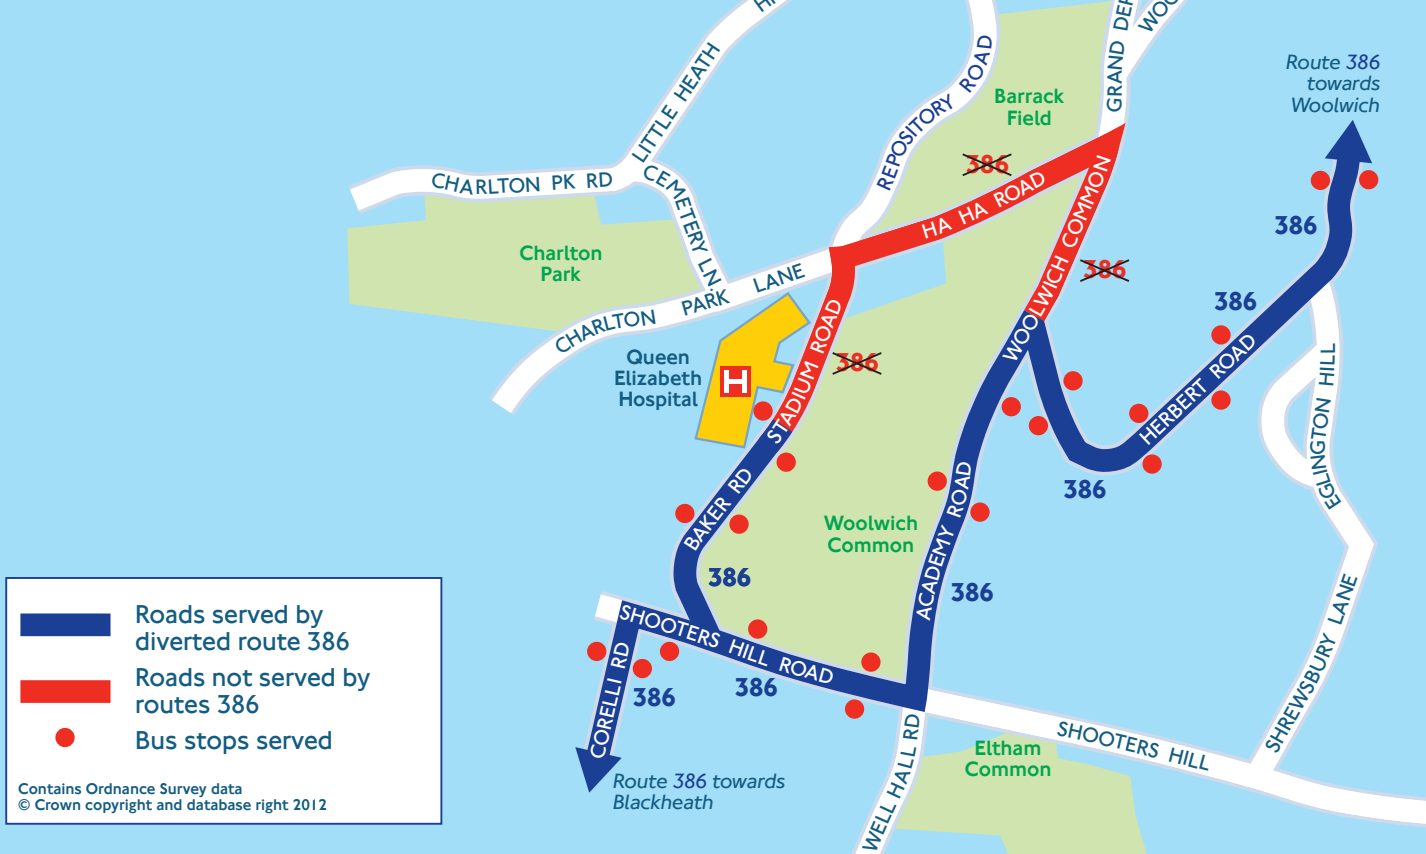 LITTLE HEATH
CHARLTON PK RD
CEMETERY LN
CHARLTON PARK LANE
REPOSITORY ROAD
Barrack
Field
GRAND DEP
WOO
Route 386
towards
Woolwich
386
HA HA ROAD
WOOLWICH COMMON
386
Charlton
Park
Queen
Elizabeth
Hospital
H
STADIUM ROAD
386
386
386
HERBERT ROAD
386
EGLINGTON HILL
BAKER RD
386
Woolwich
Common
ACADEMY ROAD
386
SHREWSBURY LANE
SHOOTERS HILL ROAD
386
386
CORELLI RD
Route 386 towards
Blackheath
WELL HALL RD
Eltham
Common
SHOOTERS HILL
Roads served by
diverted route 386
Roads not served by
routes 386
Bus stops served
Contains Ordnance Survey data
© Crown copyright and database right 2012